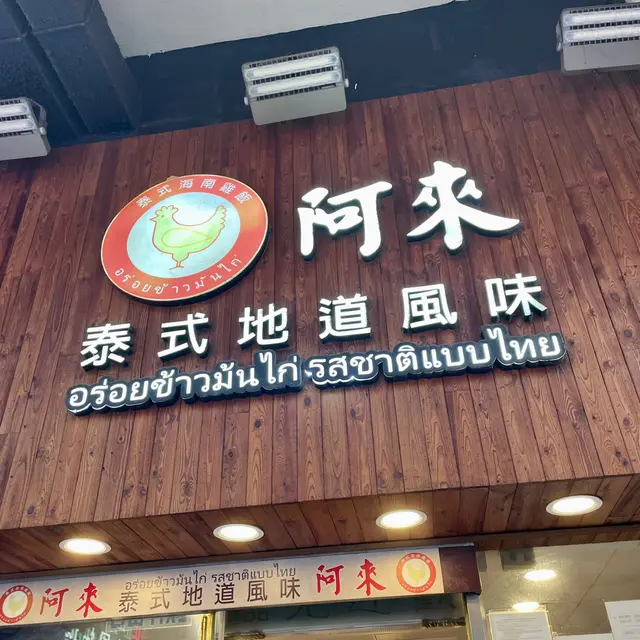 泰式海南雞飯
อร่อยข้าวมันไก่
阿來
泰式地道風味
อร่อยข้าวมันไก่ รสชาติแบบไทย
อร่อยข้าวมันไก่ รสชาติแบบไทย
阿來 泰式地道風味 阿來